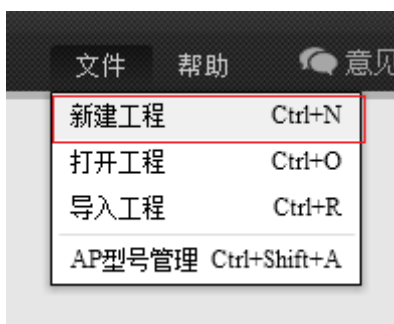 文件 帮助 意见
新建工程 Ctrl+N
打开工程 Ctrl+O
导入工程 Ctrl+R
AP型号管理 Ctrl+Shift+A